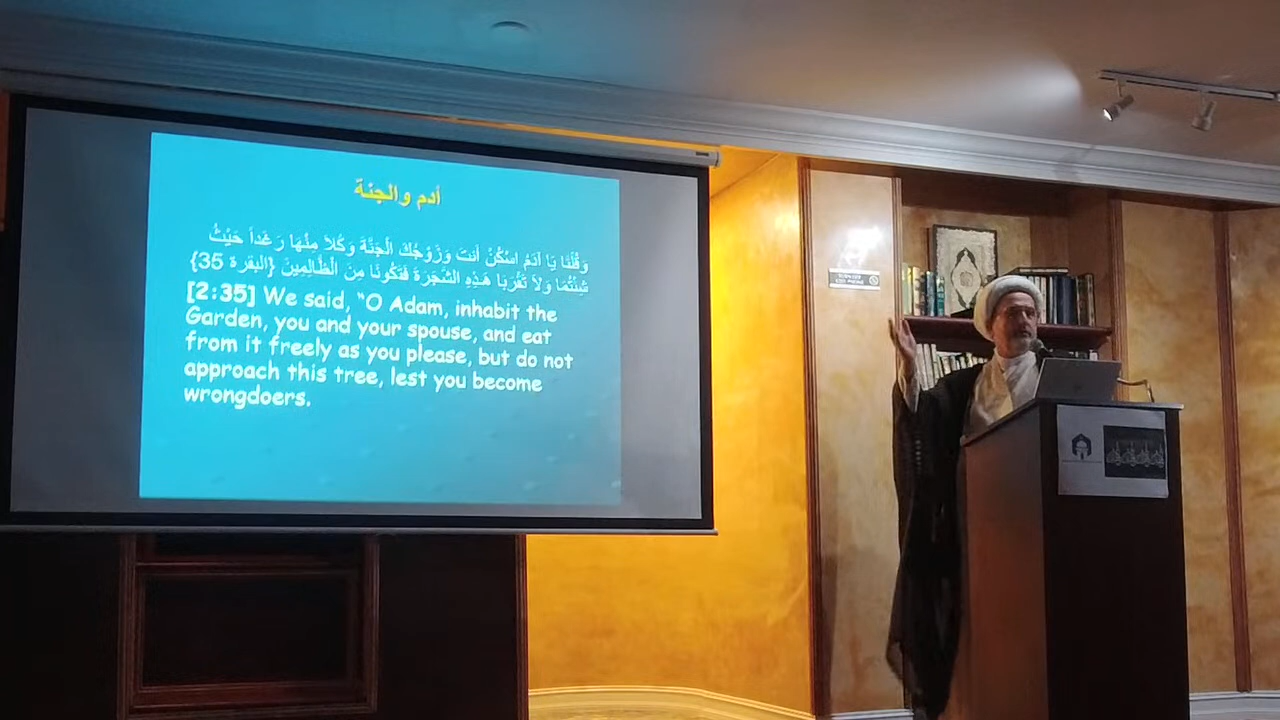 أدم والجنة
وَقُلْنَا يَا آدَمُ اسْكُنْ أَنتَ وَزَوْجُكَ الْجَنَّةَ وَكُلاَ مِنْهَا رَغَداً حَيْثُ
شِئْتُمَا وَلاَ تَقْرَبَا هَـذِهِ الشَّجَرَةَ فَتَكُونَا مِنَ الْظَّالِمِينَ {البقرة 35}
[2:35] We said, “O Adam, inhabit the
Garden, you and your spouse, and eat
from it freely as you please, but do not
approach this tree, lest you become
wrongdoers.